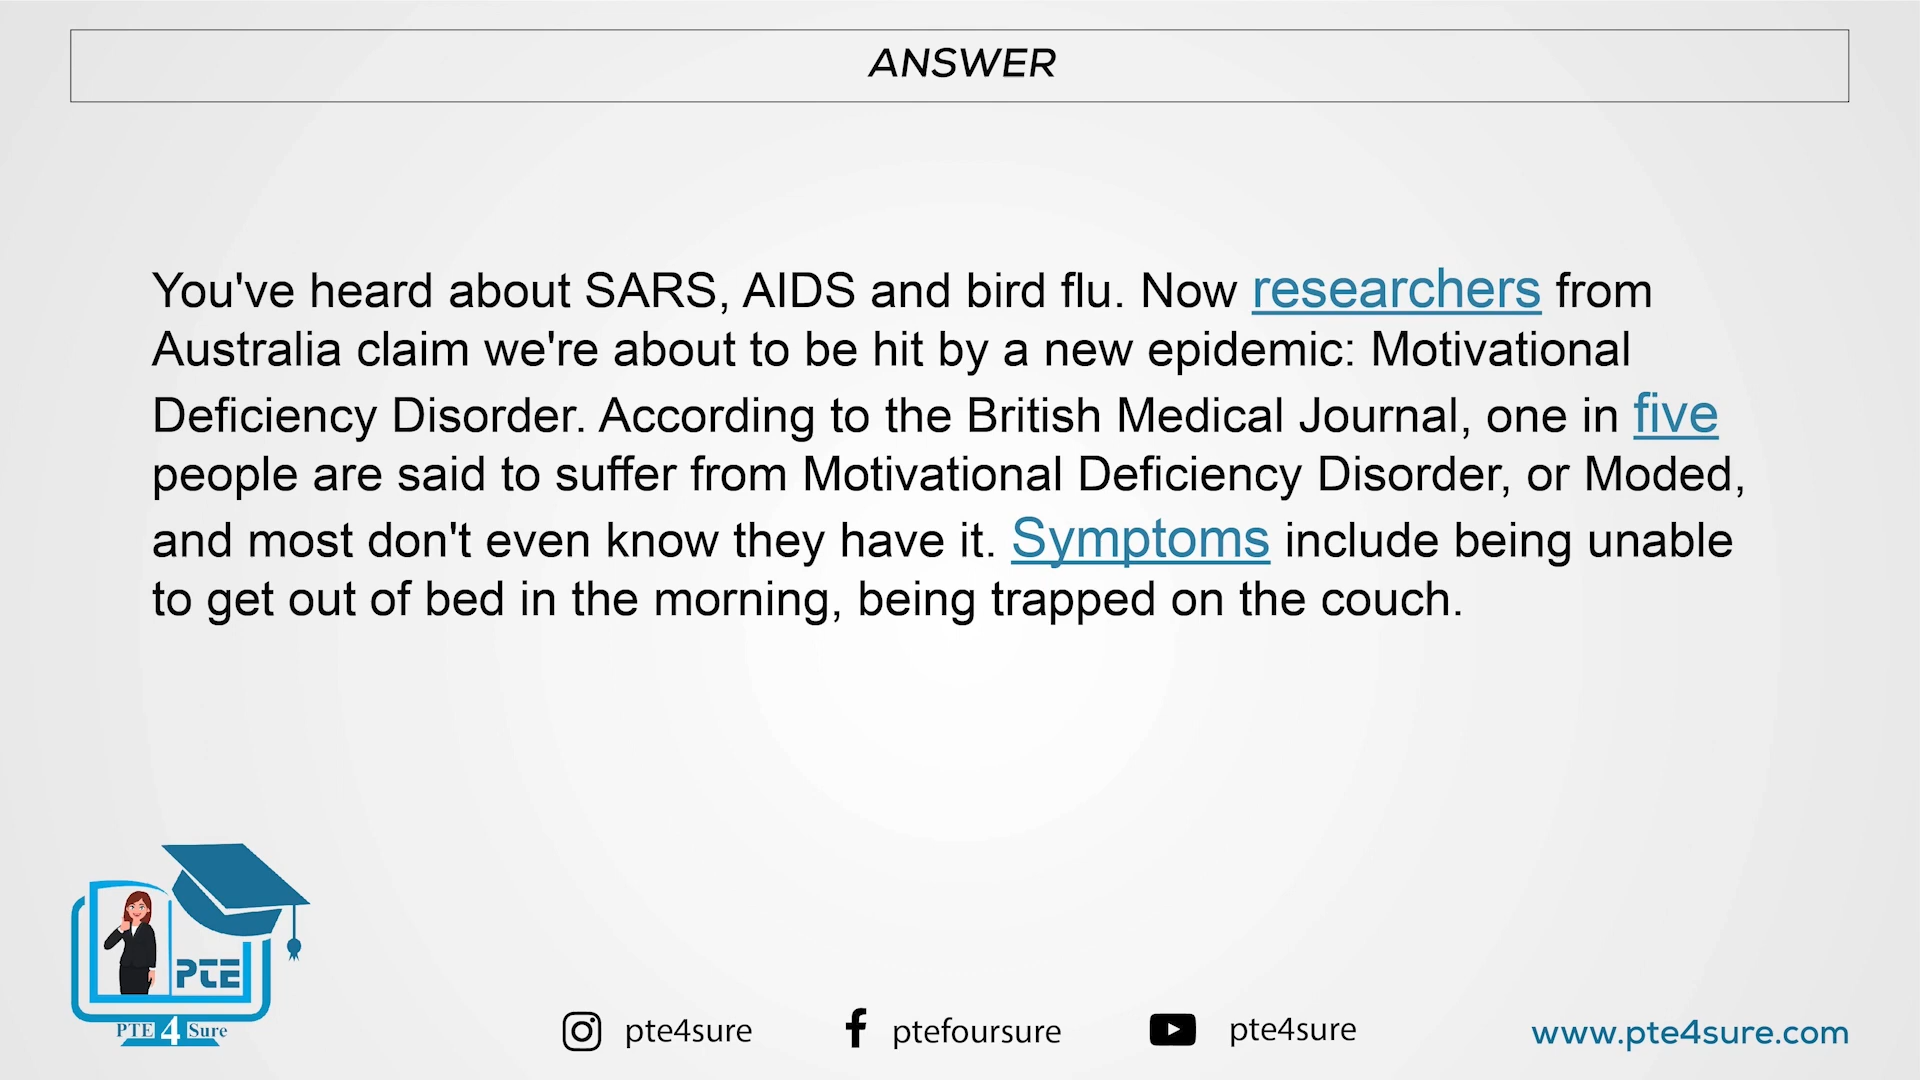 ANSWER
You've heard about SARS, AIDS and bird flu. Now researchers from
Australia claim we're about to be hit by a new epidemic: Motivational
Deficiency Disorder. According to the British Medical Journal, one in five
people are said to suffer from Motivational Deficiency Disorder, or Moded,
and most don't even know they have it. Symptoms include being unable
to get out of bed in the morning, being trapped on the couch.
PTE
PTE 4 Sure
pte4sure
ptefoursure
pte4sure
www.pte4sure.com